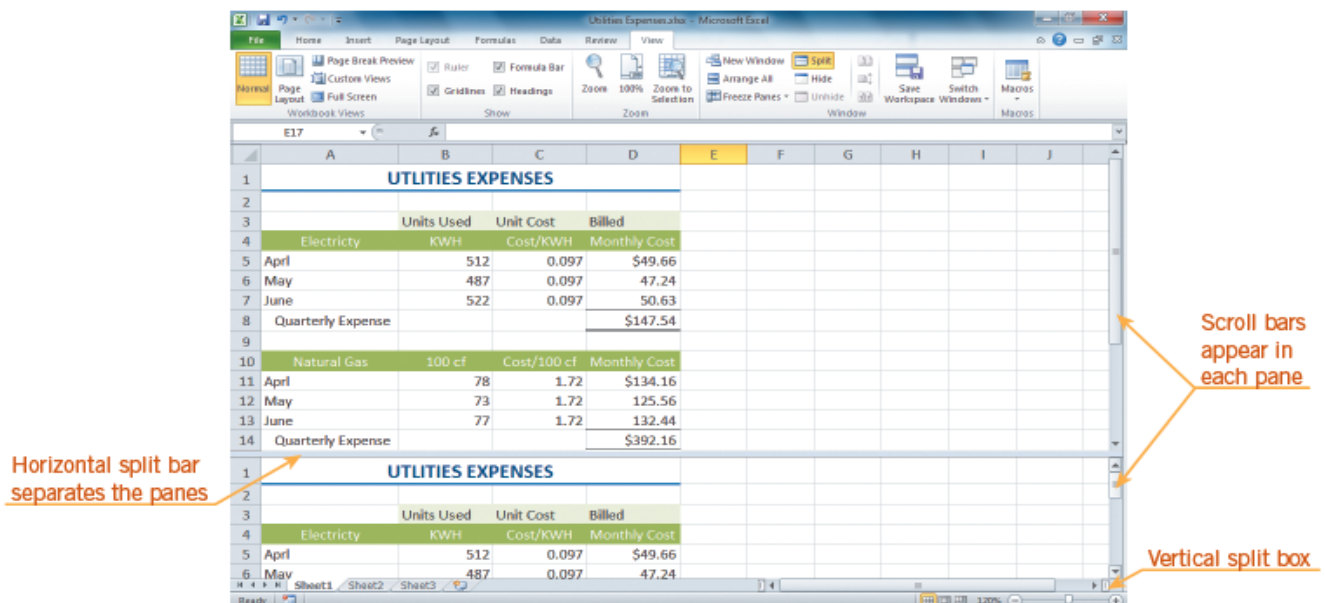 Utilities Expenses.xlsx - Microsoft Excel
File Home Insert Page Layout Formulas Data Review View
Normal
Page Layout
Page Break Preview
Custom Views
Full Screen
Workbook Views
Ruler
Formula Bar
Gridlines
Headings
Show
Zoom
100%
Zoom to Selection
Zoom
New Window
Arrange All
Freeze Panes
Split
Hide
Unhide
Save Workspace
Switch Windows
Window
Macros
Macros
E17 fx
A B C D E F G H I J
1 UTLITIES EXPENSES
2
3 Units Used Unit Cost Billed
4 Electricty KWH Cost/KWH Monthly Cost
5 Aprl 512 0.097 $49.66
6 May 487 0.097 47.24
7 June 522 0.097 50.63
8 Quarterly Expense $147.54
9
10 Natural Gas 100 cf Cost/100 cf Monthly Cost
11 Aprl 78 1.72 $134.16
12 May 73 1.72 125.56
13 June 77 1.72 132.44
14 Quarterly Expense $392.16
1 UTLITIES EXPENSES
2
3 Units Used Unit Cost Billed
4 Electricty KWH Cost/KWH Monthly Cost
5 Aprl 512 0.097 $49.66
6 May 487 0.097 47.24
Sheet1 Sheet2 Sheet3
Ready 120%
Scroll bars
appear in
each pane
Horizontal split bar
separates the panes
Vertical split box